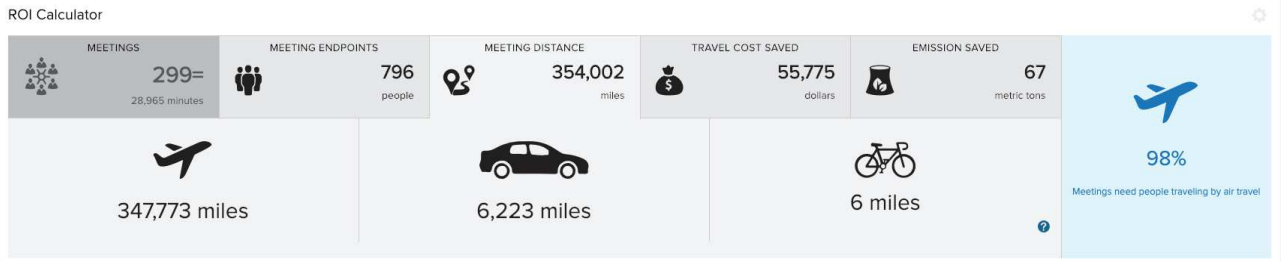 ROI Calculator
MEETINGS
299=
28,965 minutes
MEETING ENDPOINTS
796
people
MEETING DISTANCE
354,002
miles
TRAVEL COST SAVED
$
55,775
dollars
EMISSION SAVED
67
metric tons
347,773 miles
6,223 miles
6 miles
?
98%
Meetings need people traveling by air travel